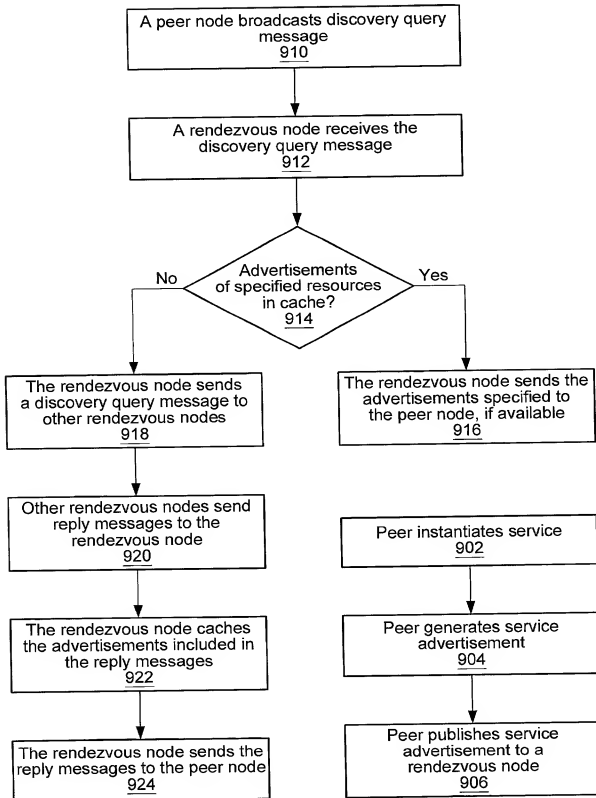 A peer node broadcasts discovery query
message
910
A rendezvous node receives the
discovery query message
912
No
Advertisements
of specified resources
in cache?
914
Yes
The rendezvous node sends
a discovery query message to
other rendezvous nodes
918
The rendezvous node sends the
advertisements specified to
the peer node, if available
916
Other rendezvous nodes send
reply messages to the
rendezvous node
920
Peer instantiates service
902
The rendezvous node caches
the advertisements included in
the reply messages
922
Peer generates service
advertisement
904
The rendezvous node sends the
reply messages to the peer node
924
Peer publishes service
advertisement to a
rendezvous node
906